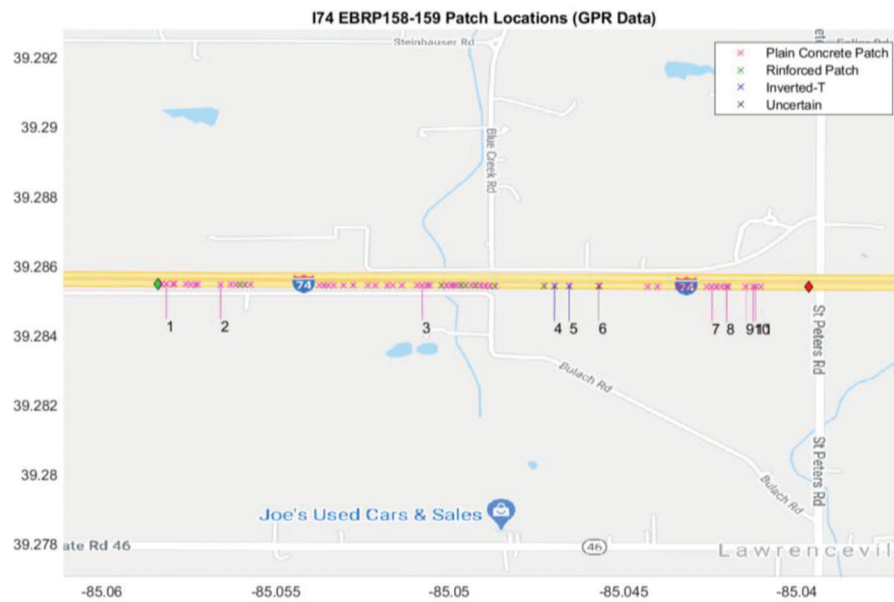 I74 EBRP158-159 Patch Locations (GPR Data)
Steinhauser Rd
Plain Concrete Patch
Rinforced Patch
Inverted-T
Uncertain
39.292
39.29
39.288
39.286
39.284
39.282
39.28
39.278
Blue Creek Rd
74
74
1
2
3
4
5
6
7
8
9
10
St Peters Rd
Bulach Rd
St Peters Rd
Bulach Rd
Joe's Used Cars & Sales
ate Rd 46
46
Lawrencevil
-85.06
-85.055
-85.05
-85.045
-85.04